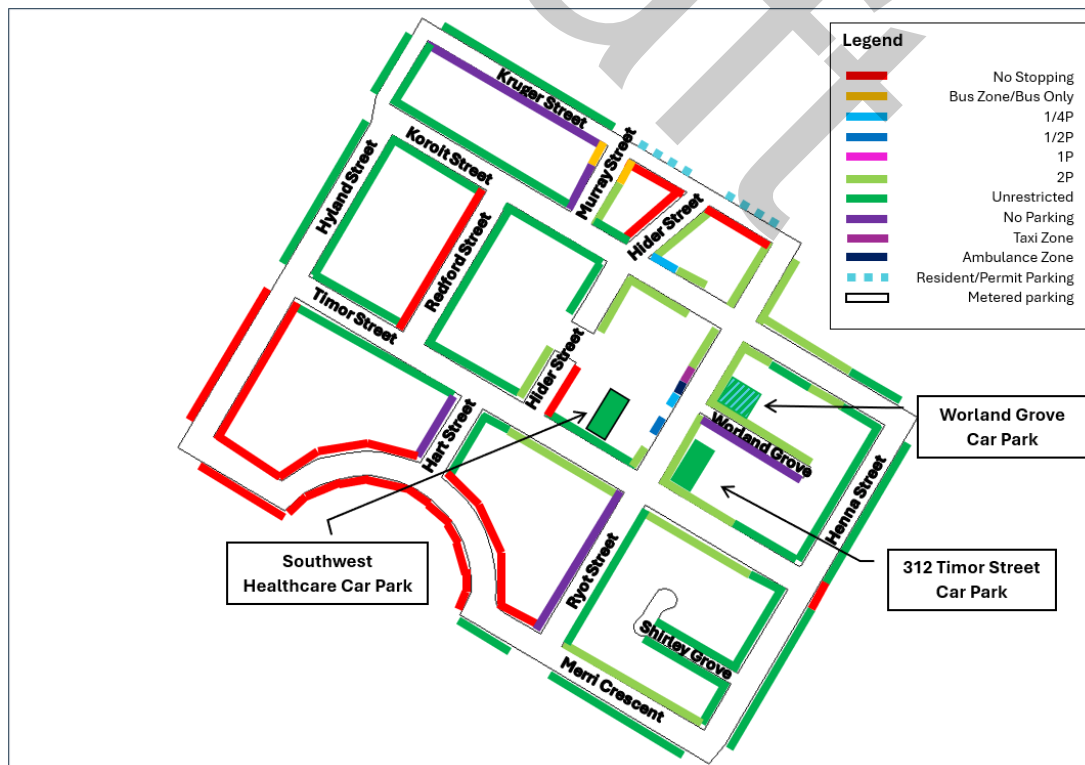 Legend
No Stopping
Bus Zone/Bus Only
1/4P
1/2P
1P
2P
Unrestricted
No Parking
Taxi Zone
Ambulance Zone
Resident/Permit Parking
Metered parking
Kruger Street
Koroit Street
Murray Street
Hyland Street
Hider Street
Redford Street
Timor Street
Hider Street
Hart Street
Worland Grove
Worland Grove
Car Park
Henna Street
Southwest
Healthcare Car Park
312 Timor Street
Car Park
Ryot Street
Shirley Grove
Merri Crescent